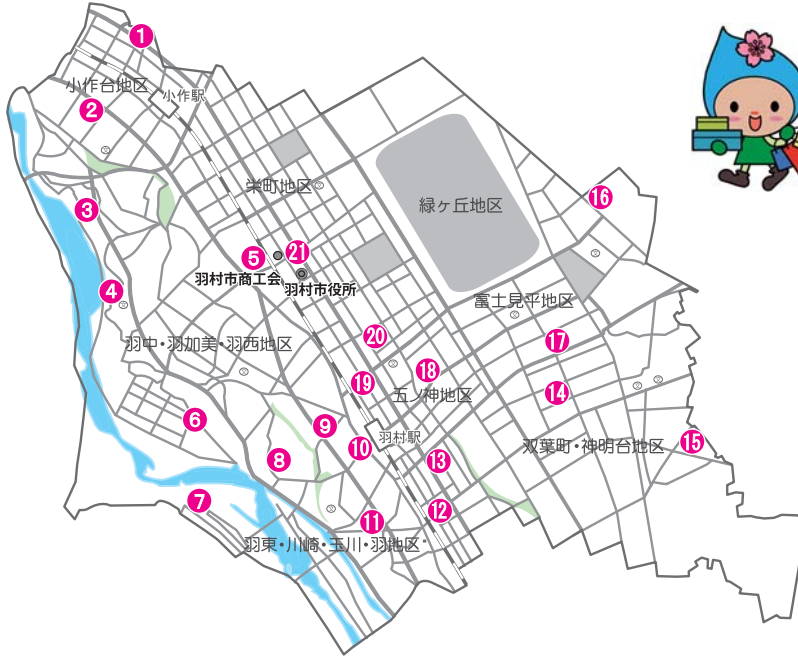 1
小作台地区
小作駅
2
栄町地区
16
緑ヶ丘地区
3
5
21
羽村市商工会
羽村市役所
4
富士見平地区
羽中・羽加美・羽西地区
20
17
18
19
五ノ神地区
14
6
9
10
羽村駅
双葉町・神明台地区
15
8
13
7
12
11
羽東・川崎・玉川・羽地区